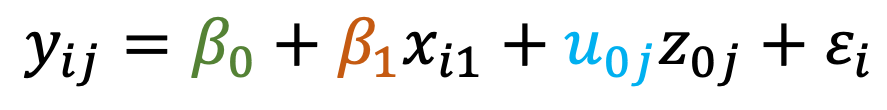 yᵢⱼ = β₀ + β₁xᵢ₁ + u₀ⱼz₀ⱼ + εᵢ